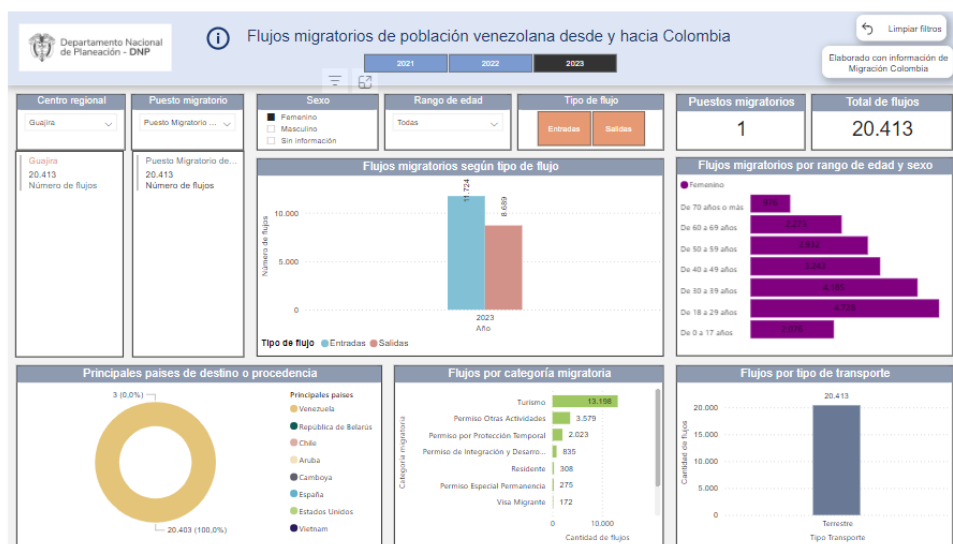 Departamento Nacional
de Planeación - DNP
Flujos migratorios de población venezolana desde y hacia Colombia
Limpiar filtros
2021
2022
2023
Elaborado con información de
Migración Colombia
Centro regional
Puesto migratorio
Sexo
Rango de edad
Tipo de flujo
Puestos migratorios
Total de flujos
Guajira
Puesto Migratorio ...
Femenino
Masculino
Sin información
Todas
Entradas
Salidas
1
20.413
Guajira
20.413
Número de flujos
Puesto Migratorio de...
20.413
Número de flujos
Flujos migratorios según tipo de flujo
11.724
8.689
10.000
5.000
0
Número de flujos
2023
Año
Tipo de flujo
Entradas
Salidas
Flujos migratorios por rango de edad y sexo
Femenino
De 70 años o más
De 60 a 69 años
De 50 a 59 años
De 40 a 49 años
De 30 a 39 años
4.195
De 18 a 29 años
De 0 a 17 años
2.076
Principales países de destino o procedencia
3 (0,0%)
20.403 (100,0%)
Principales países
Venezuela
República de Belarús
Chile
Aruba
Camboya
España
Estados Unidos
Vietnam
Flujos por categoría migratoria
Categoría migratoria
Turismo
13.198
Permiso Otras Actividades
3.579
Permiso por Protección Temporal
2.023
Permiso de Integración y Desarro...
835
Residente
308
Permiso Especial Permanencia
275
Visa Migrante
172
0
10.000
Cantidad de flujos
Flujos por tipo de transporte
20.413
20.000
15.000
10.000
5.000
0
Cantidad de flujos
Terrestre
Tipo Transporte